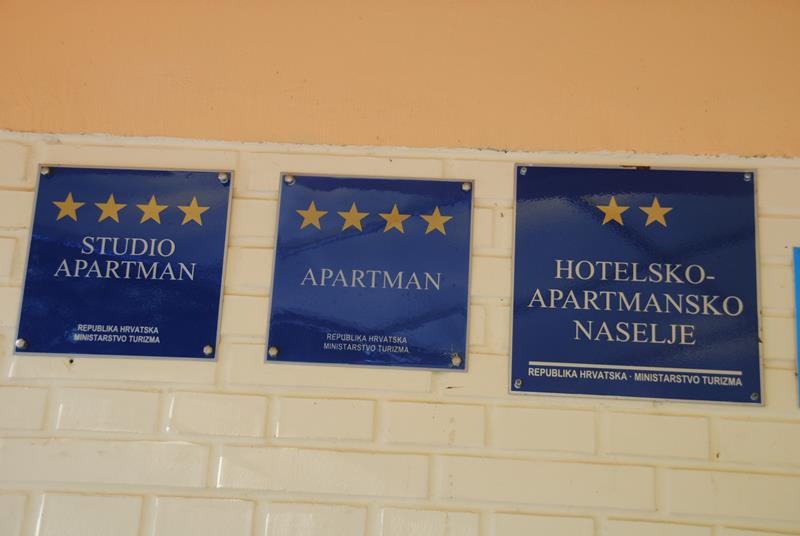 STUDIO
APARTMAN
REPUBLIKA HRVATSKA
MINISTARSTVO TURIZMA
APARTMAN
REPUBLIKA HRVATSKA
MINISTARSTVO TURIZMA
HOTELSKO-
APARTMANSKO
NASELJE
REPUBLIKA HRVATSKA · MINISTARSTVO TURIZMA